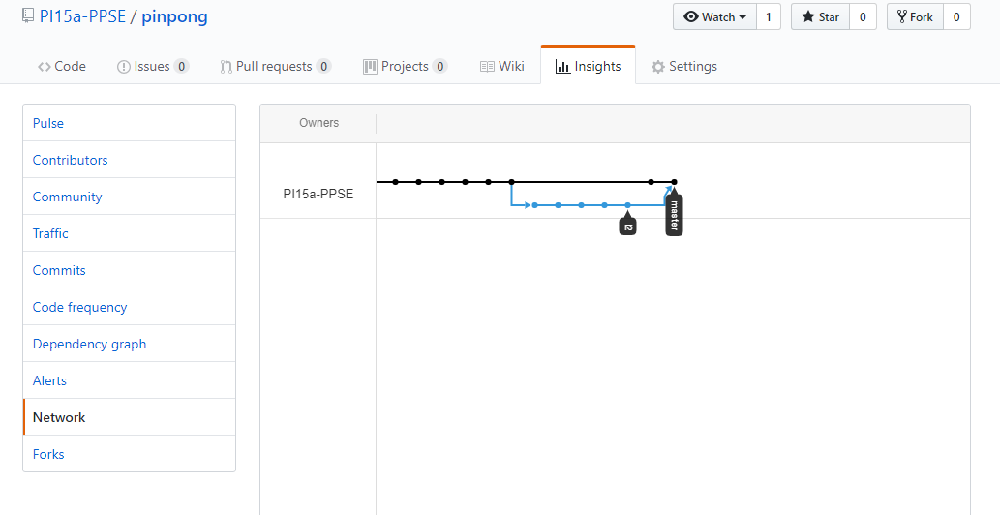 PI15a-PPSE / pinpong
Watch 1 Star 0 Fork 0
Code Issues 0 Pull requests 0 Projects 0 Wiki Insights Settings
Pulse
Contributors
Community
Traffic
Commits
Code frequency
Dependency graph
Alerts
Network
Forks
Owners
PI15a-PPSE
master